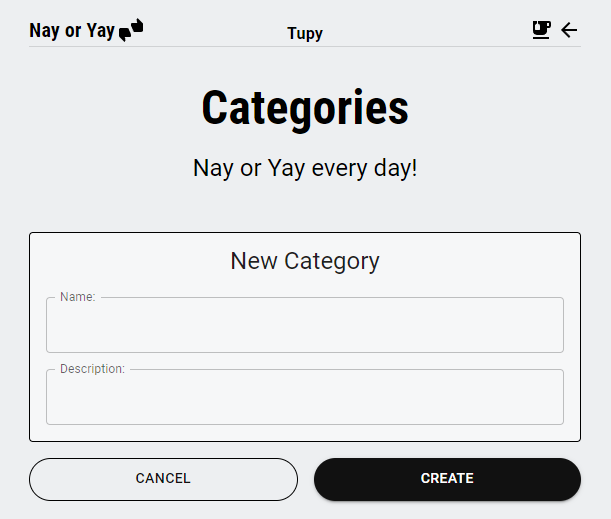 Nay or Yay
Tupy
Categories
Nay or Yay every day!
New Category
Name:
Description:
CANCEL
CREATE